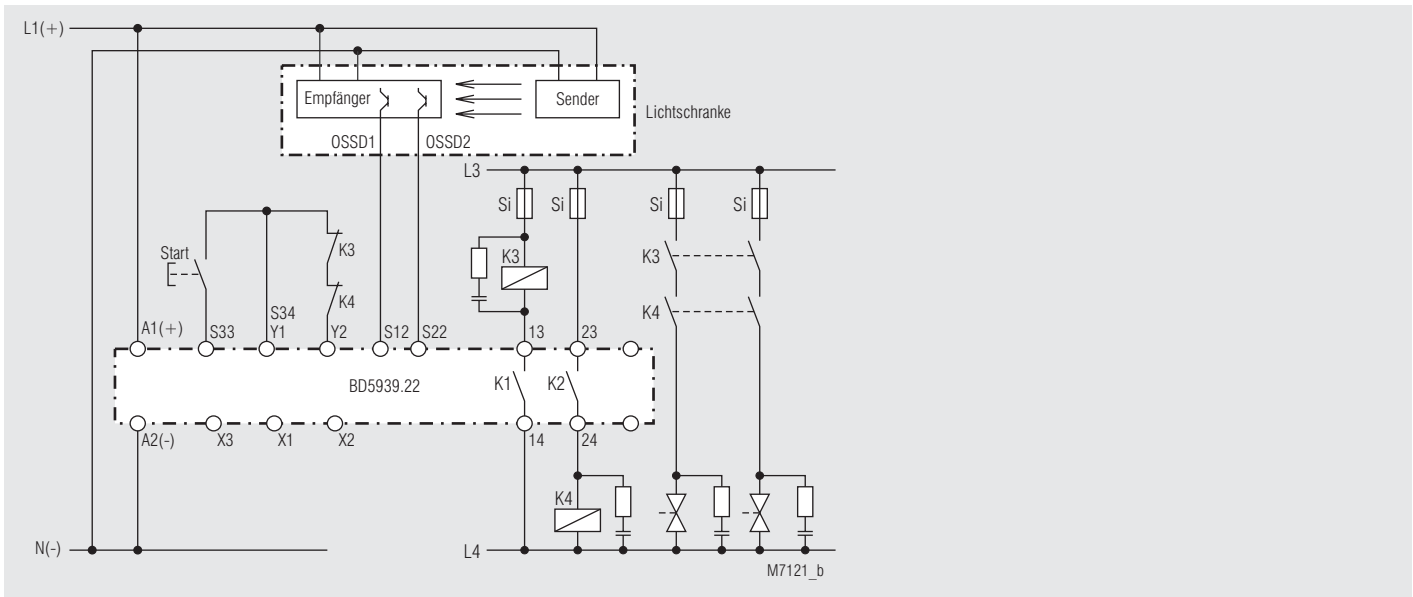 L1(+)
Empfänger
Sender
Lichtschranke
OSSD1
OSSD2
L3
Si
Si
Si
Si
Start
K3
K3
K3
K4
K4
A1(+)
S33
S34
Y1
Y2
S12
S22
13
23
BD5939.22
K1
K2
A2(-)
X3
X1
X2
14
24
K4
N(-)
L4
M7121_b